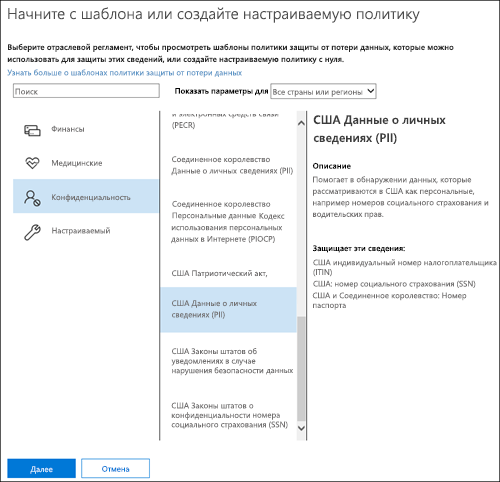 Начните с шаблона или создайте настраиваемую политику
Выберите отраслевой регламент, чтобы просмотреть шаблоны политики защиты от потери данных, которые можно
использовать для защиты этих сведений, или создайте настраиваемую политику с нуля.
Узнать больше о шаблонах политики защиты от потери данных
Поиск
Показать параметры для
Все страны или регионы
Финансы
Медицинские
Конфиденциальность
Настраиваемый
и электронных средств связи
(PECR)
Соединенное королевство
Данные о личных сведениях (PII)
Соединенное королевство
Персональные данные Кодекс
использования персональных
данных в Интернете (PIOCP)
США Патриотический акт,
США Данные о личных
сведениях (PII)
США Законы штатов об
уведомлениях в случае
нарушения безопасности данных
США Законы штатов о
конфиденциальности номера
социального страхования (SSN)
США Данные о личных
сведениях (PII)
Описание
Помогает в обнаружении данных, которые
рассматриваются в США как персональные,
например номеров социального страхования и
водительских прав.
Защищает эти сведения:
США индивидуальный номер налогоплательщика
(ITIN)
США: номер социального страхования (SSN)
США и Соединенное королевство: Номер
паспорта
Далее
Отмена